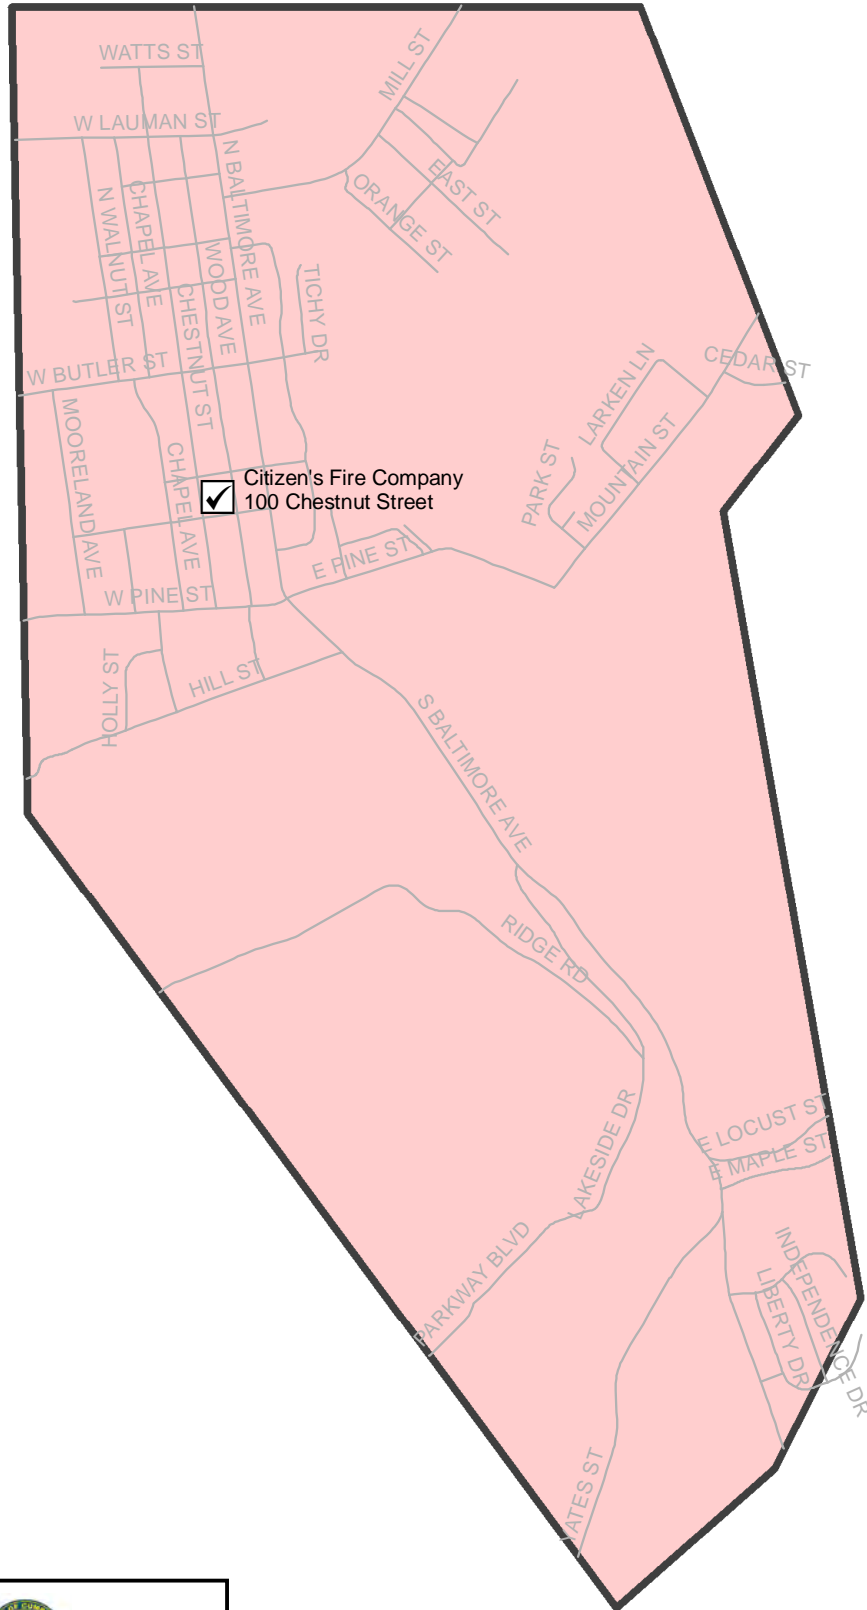 WATTS ST
MILL ST
W LAUMAN ST
N BALTIMORE AVE
EAST ST
ORANGE ST
N WALNUT ST
CHAPEL AVE
WOOD AVE
CHESTNUT ST
TICHY DR
W BUTLER ST
CEDAR ST
LARKEN LN
MOORELAND AVE
CHAPEL AVE
PARK ST
MOUNTAIN ST
Citizen's Fire Company
100 Chestnut Street
E PINE ST
W PINE ST
HOLLY ST
HILL ST
S BALTIMORE AVE
RIDGE RD
LAKESIDE DR
E LOCUST ST
E MAPLE ST
PARKWAY BLVD
INDEPENDENCE DR
LIBERTY DR
YATES ST